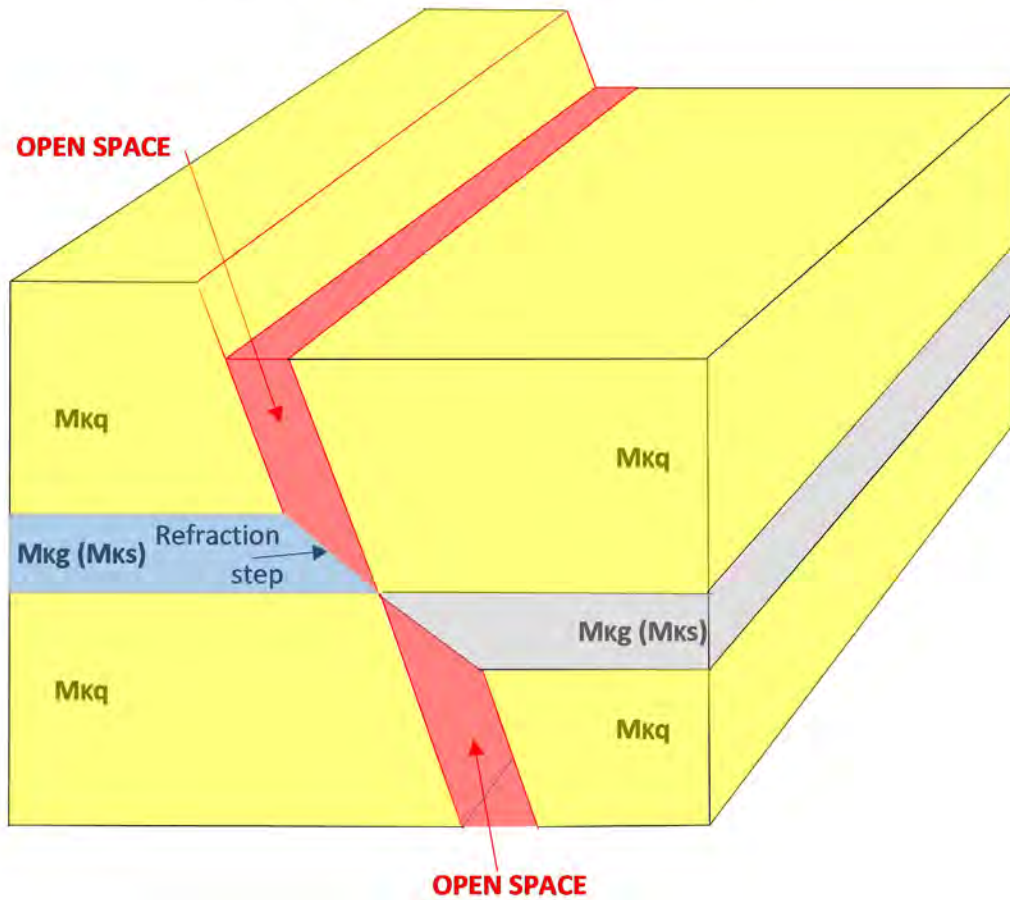 OPEN SPACE
Mκq
Mκq
Mκg (Mκs)
Refraction
step
Mκg (Mκs)
Mκq
Mκq
OPEN SPACE